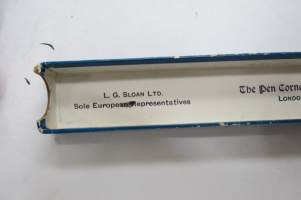 L. G. Sloan Ltd.
Sole European Representatives
The Pen Corne
Londo